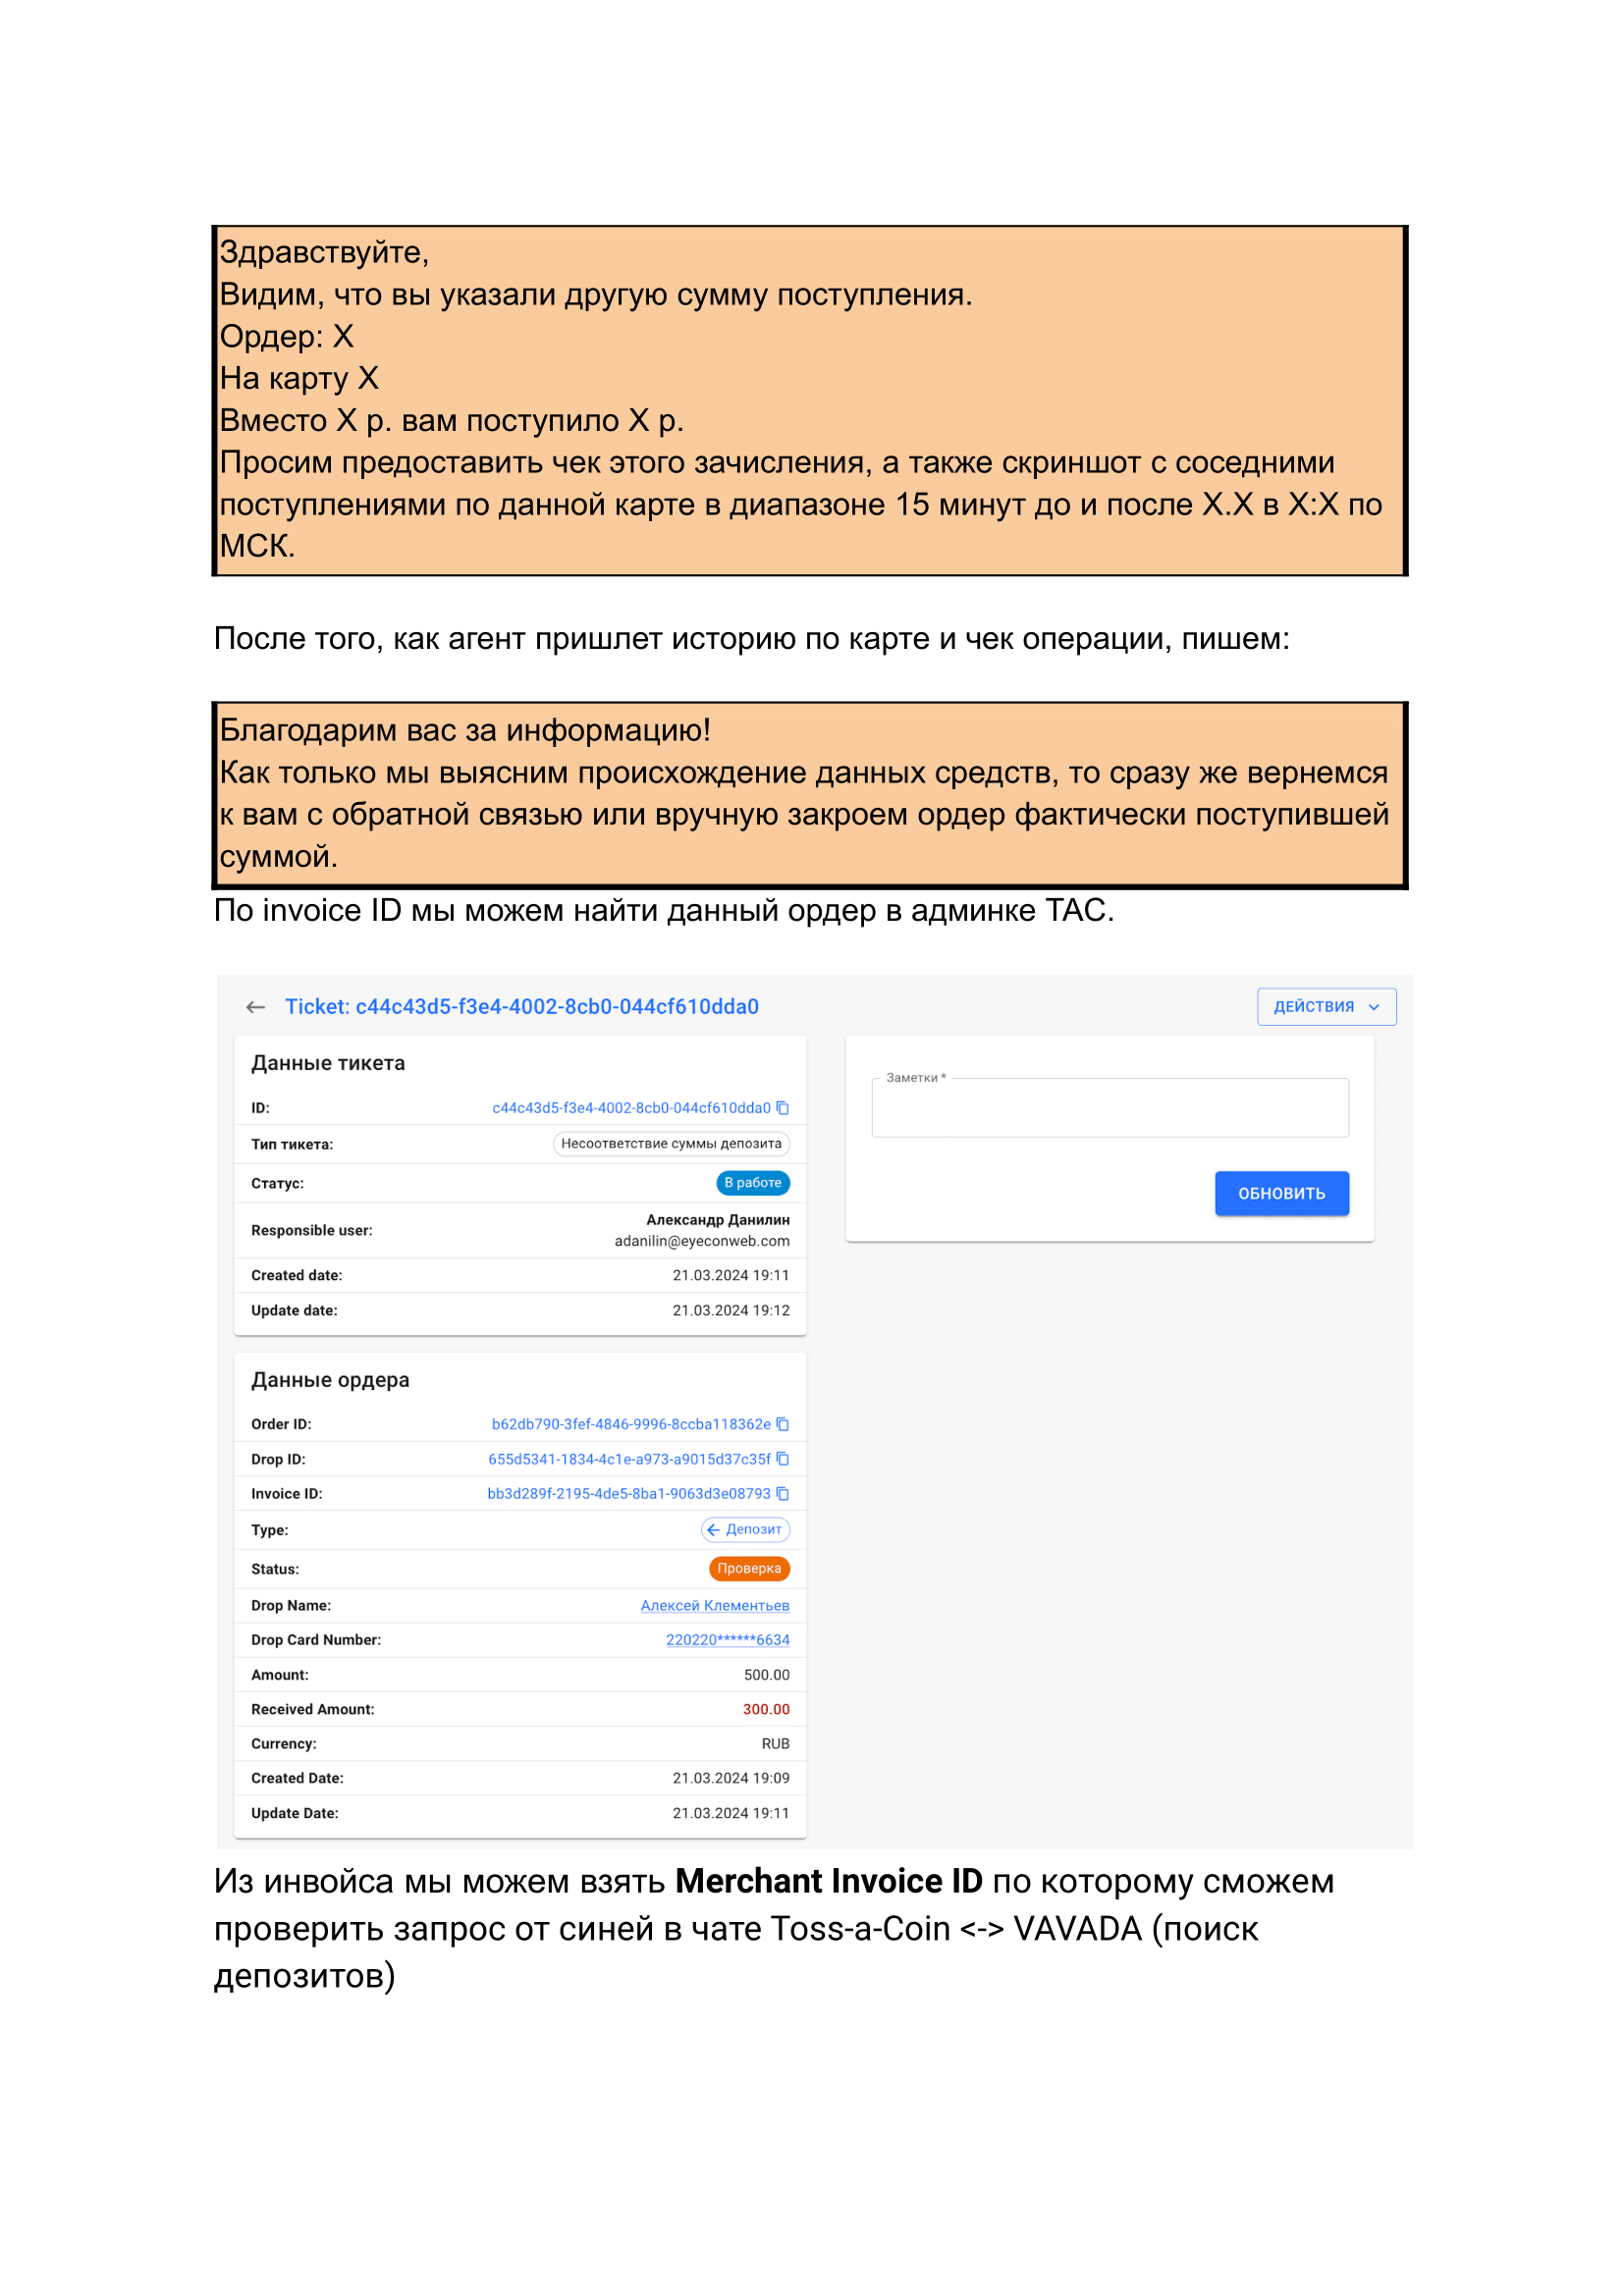 Здравствуйте,
Видим, что вы указали другую сумму поступления.
Ордер: Х
На карту Х
Вместо Х р. вам поступило Х р.
Просим предоставить чек этого зачисления, а также скриншот с соседними
поступлениями по данной карте в диапазоне 15 минут до и после Х.Х в Х:Х по
МСК.
После того, как агент пришлет историю по карте и чек операции, пишем:
Благодарим вас за информацию!
Как только мы выясним происхождение данных средств, то сразу же вернемся
к вам с обратной связью или вручную закроем ордер фактически поступившей
суммой.
По invoice ID мы можем найти данный ордер в админке ТАС.
Ticket: c44c43d5-f3e4-4002-8cb0-044cf610dda0
ДЕЙСТВИЯ
Данные тикета
ID: c44c43d5-f3e4-4002-8cb0-044cf610dda0
Тип тикета: Несоответствие суммы депозита
Статус: В работе
Responsible user: Александр Данилин
adanilin@eyeconweb.com
Created date: 21.03.2024 19:11
Update date: 21.03.2024 19:12
Заметки *
ОБНОВИТЬ
Данные ордера
Order ID: b62db790-3fef-4846-9996-8ccba118362e
Drop ID: 655d5341-1834-4c1e-a973-a9015d37c35f
Invoice ID: bb3d289f-2195-4de5-8ba1-9063d3e08793
Type: Депозит
Status: Проверка
Drop Name: Алексей Клементьев
Drop Card Number: 220220******6634
Amount: 500.00
Received Amount: 300.00
Currency: RUB
Created Date: 21.03.2024 19:09
Update Date: 21.03.2024 19:11
Из инвойса мы можем взять Merchant Invoice ID по которому сможем
проверить запрос от синей в чате Toss-a-Coin <-> VAVADA (поиск
депозитов)